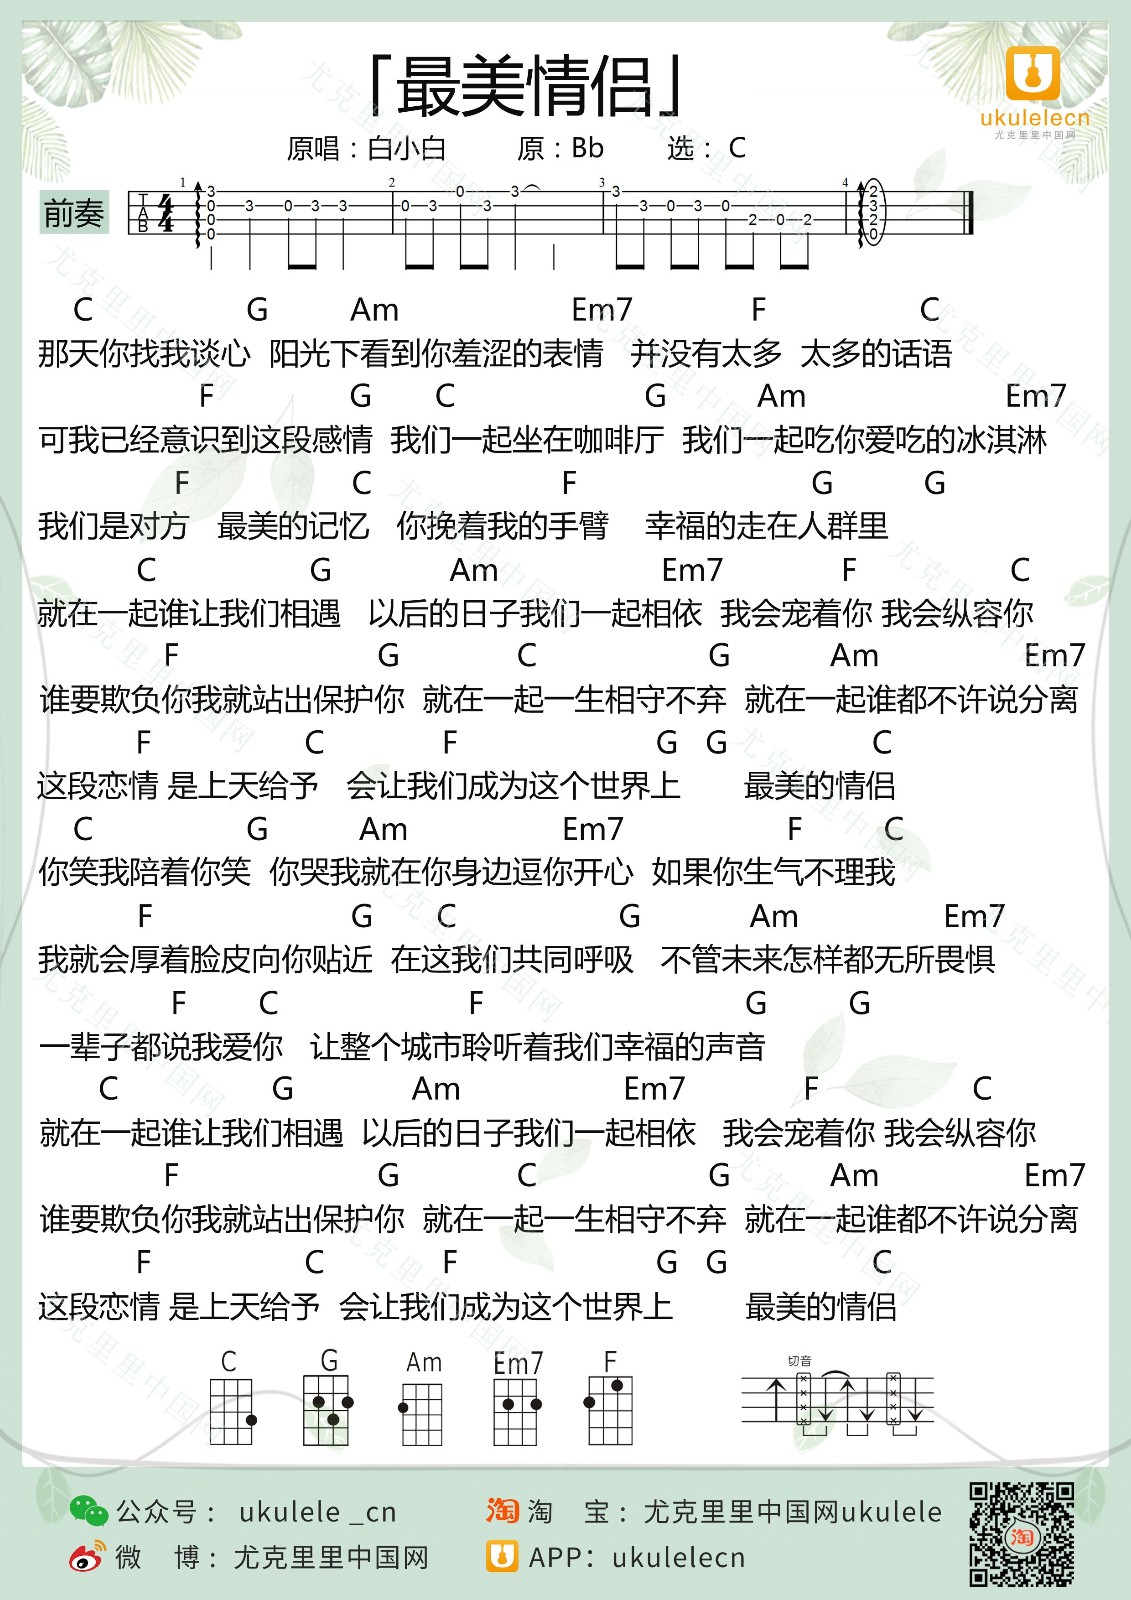 「最美情侣」
ukulelecn
尤克里里中国网
原唱：白小白 原：Bb 选： C
前奏
1 2 3 4
T A B 4/4
3 0 0 0 3 0 3 3 0 3 0 3 3 3 3 0 3 0 2 0 2 2 3 2 0
C G Am Em7 F C
那天你找我谈心 阳光下看到你羞涩的表情 并没有太多 太多的话语
F G C G Am Em7
可我已经意识到这段感情 我们一起坐在咖啡厅 我们一起吃你爱吃的冰淇淋
F C F G G
我们是对方 最美的记忆 你挽着我的手臂 幸福的走在人群里
C G Am Em7 F C
就在一起谁让我们相遇 以后的日子我们一起相依 我会宠着你 我会纵容你
F G C G Am Em7
谁要欺负你我就站出保护你 就在一起一生相守不弃 就在一起谁都不许说分离
F C F G G C
这段恋情 是上天给予 会让我们成为这个世界上 最美的情侣
C G Am Em7 F C
你笑我陪着你笑 你哭我就在你身边逗你开心 如果你生气不理我
F G C G Am Em7
我就会厚着脸皮向你贴近 在这我们共同呼吸 不管未来怎样都无所畏惧
F C F G G
一辈子都说我爱你 让整个城市聆听着我们幸福的声音
C G Am Em7 F C
就在一起谁让我们相遇 以后的日子我们一起相依 我会宠着你 我会纵容你
F G C G Am Em7
谁要欺负你我就站出保护你 就在一起一生相守不弃 就在一起谁都不许说分离
F C F G G C
这段恋情 是上天给予 会让我们成为这个世界上 最美的情侣
C G Am Em7 F 切音
公众号： ukulele _cn 淘 淘 宝：尤克里里中国网ukulele
微 博：尤克里里中国网 APP：ukulelecn
淘